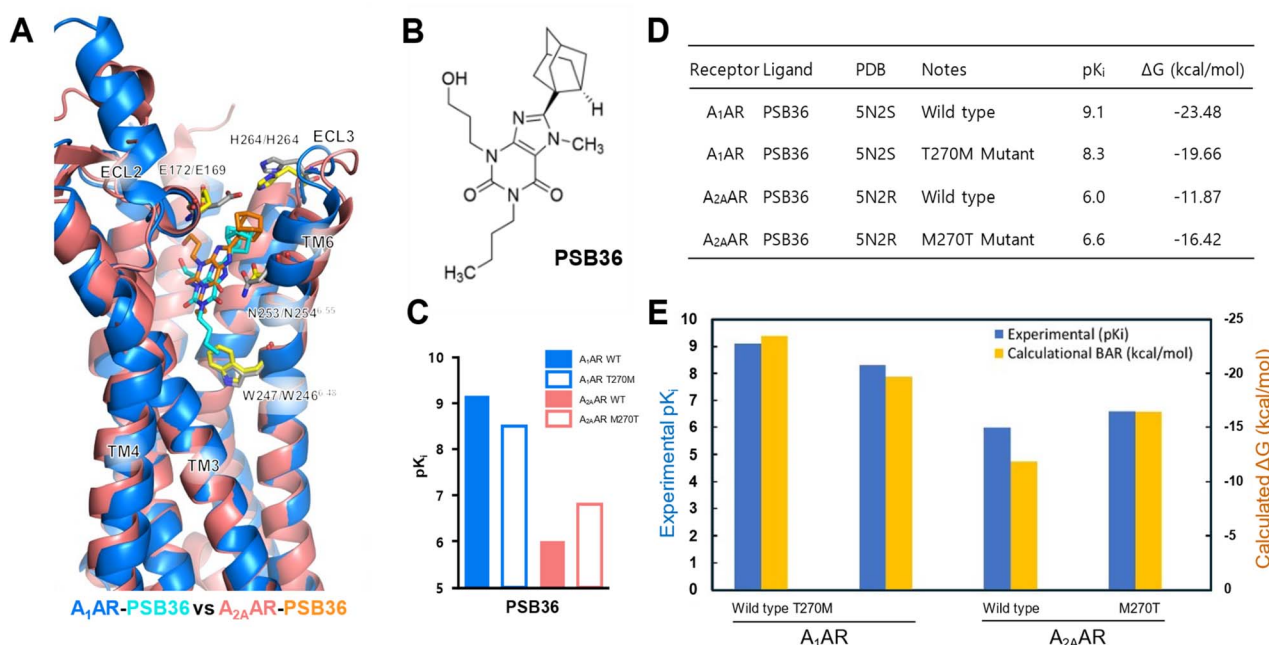 A
H264/H264
ECL3
E172/E169
ECL2
TM6
N253/N254^6.55
W247/W246^6.48
TM4
TM3
A₁AR-PSB36 vs A₂ₐAR-PSB36
B
OH
H
N
N
CH₃
N
O
N
O
H₃C
PSB36
C
10
9
8
7
6
5
pKᵢ
A₁AR WT
A₁AR T270M
A₂ₐAR WT
A₂ₐAR M270T
PSB36
D
Receptor Ligand PDB Notes pKᵢ ΔG (kcal/mol)
A₁AR PSB36 5N2S Wild type 9.1 -23.48
A₁AR PSB36 5N2S T270M Mutant 8.3 -19.66
A₂ₐAR PSB36 5N2R Wild type 6.0 -11.87
A₂ₐAR PSB36 5N2R M270T Mutant 6.6 -16.42
E
Experimental pKᵢ
10
9
8
7
6
5
4
3
2
1
0
Experimental (pKi)
Calculational BAR (kcal/mol)
-25
-20
-15
-10
-5
0
Calculated ΔG (kcal/mol)
Wild type T270M Wild type M270T
A₁AR A₂ₐAR